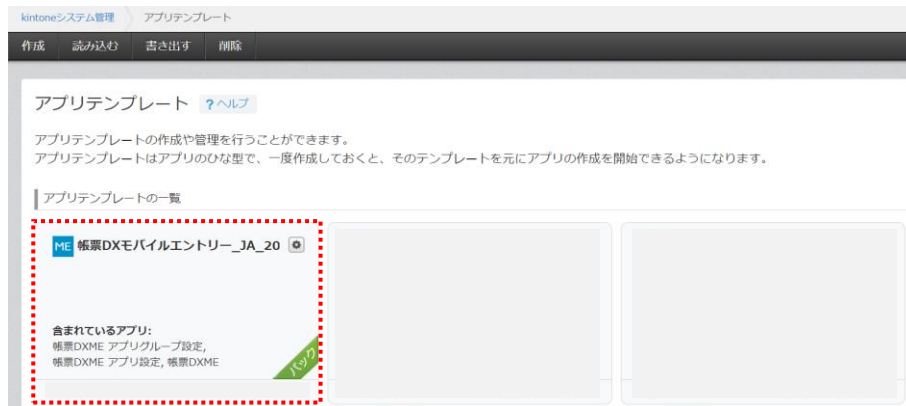 kintoneシステム管理 アプリテンプレート
作成 読み込む 書き出す 削除
アプリテンプレート ?ヘルプ
アプリテンプレートの作成や管理を行うことができます。
アプリテンプレートはアプリのひな型で、一度作成しておくと、そのテンプレートを元にアプリの作成を開始できるようになります。
アプリテンプレートの一覧
ME 帳票DXモバイルエントリー_JA_20
含まれているアプリ:
帳票DXME アプリグループ設定,
帳票DXME アプリ設定, 帳票DXME
パック